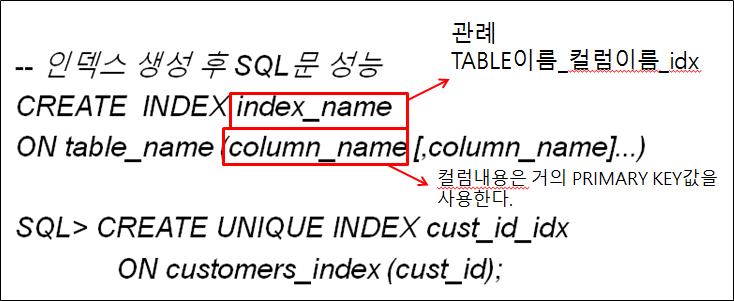 관례
TABLE이름_컬럼이름_idx
-- 인덱스 생성 후 SQL문 성능
CREATE INDEX index_name
ON table_name (column_name [,column_name]...)
컬럼내용은 거의 PRIMARY KEY값을
사용한다.
SQL> CREATE UNIQUE INDEX cust_id_idx
ON customers_index (cust_id);